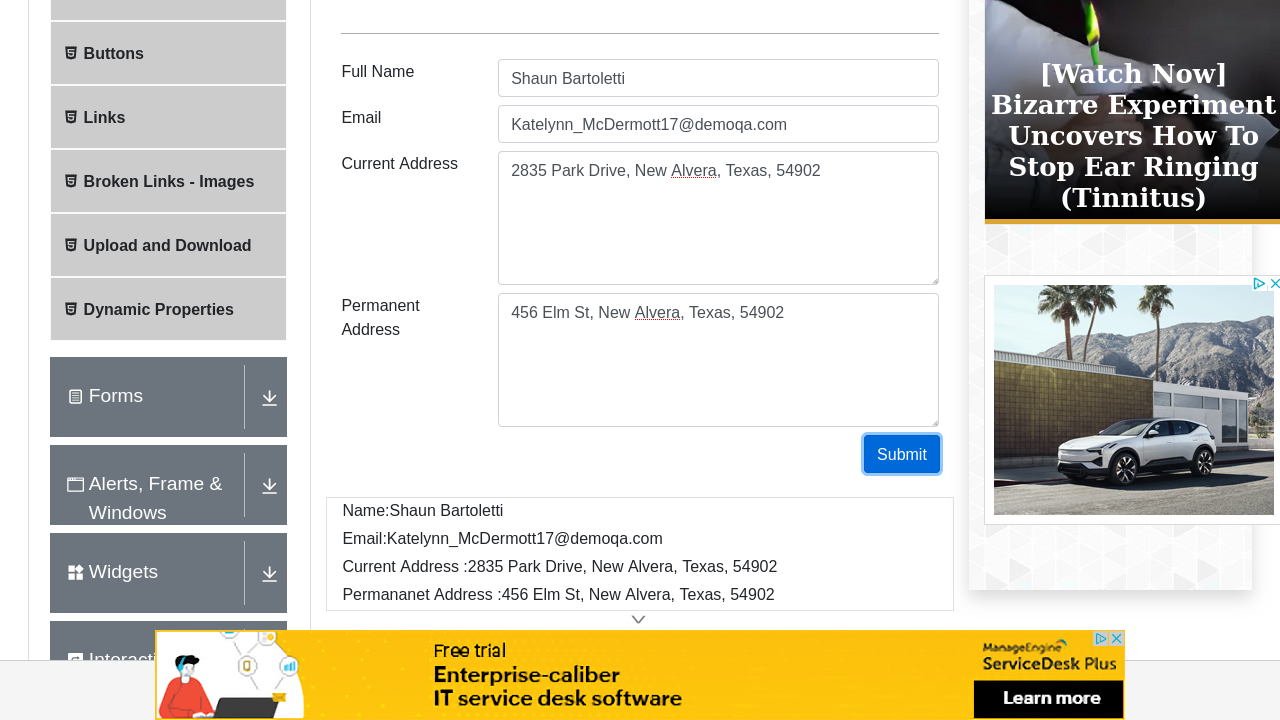 Buttons
Links
Broken Links - Images
Upload and Download
Dynamic Properties
Forms
Alerts, Frame &
Windows
Widgets
Full Name
Shaun Bartoletti
Email
Katelynn_McDermott17@demoqa.com
Current Address
2835 Park Drive, New Alvera, Texas, 54902
Permanent
Address
456 Elm St, New Alvera, Texas, 54902
Submit
Name:Shaun Bartoletti
Email:Katelynn_McDermott17@demoqa.com
Current Address :2835 Park Drive, New Alvera, Texas, 54902
Permananet Address :456 Elm St, New Alvera, Texas, 54902
[Watch Now]
Bizarre Experiment
Uncovers How To
Stop Ear Ringing
(Tinnitus)
Free trial
Enterprise-caliber
IT service desk software
ManageEngine
ServiceDesk Plus
Learn more